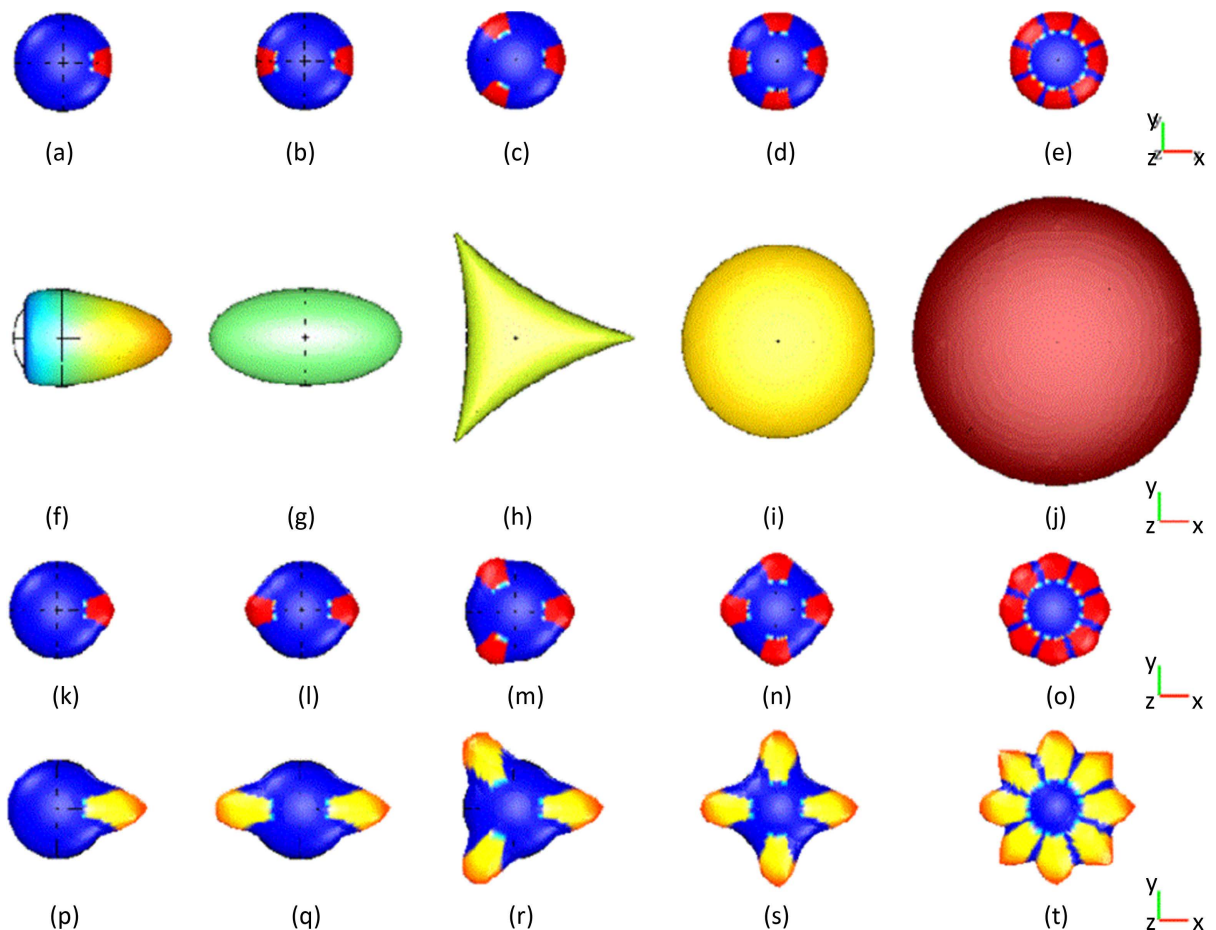 (a) (b) (c) (d) (e)
y
z x
(f) (g) (h) (i) (j)
y
z x
(k) (l) (m) (n) (o)
y
z x
(p) (q) (r) (s) (t)
y
z x